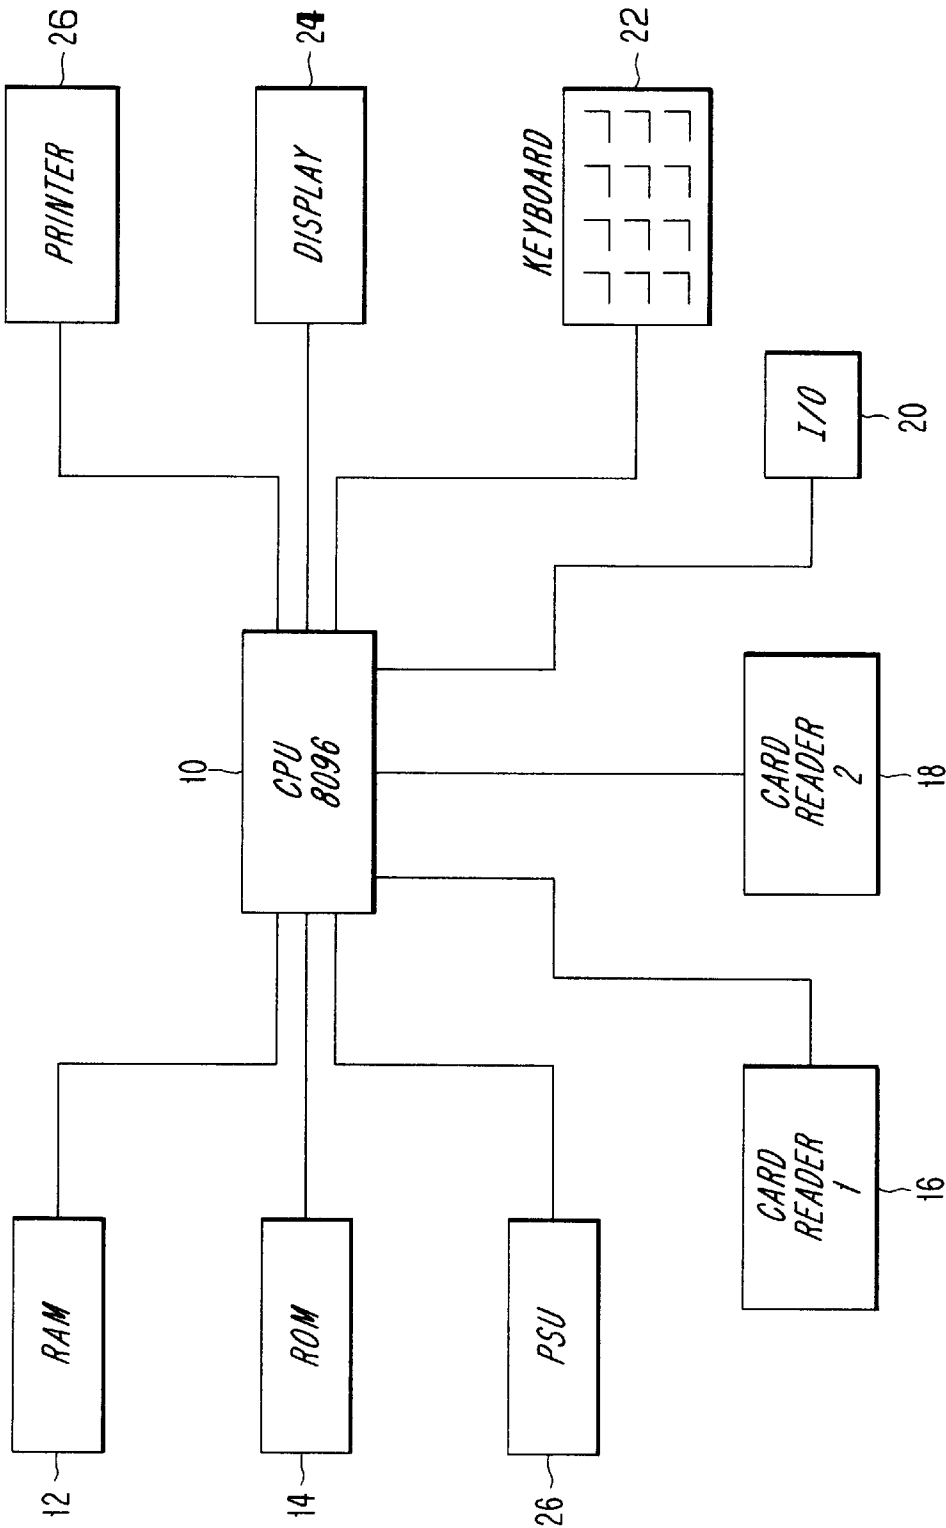 12
RAM
14
ROM
26
PSU
10
CPU
8096
CARD
READER
1
16
CARD
READER
2
18
I/O
20
PRINTER
26
DISPLAY
24
KEYBOARD
22